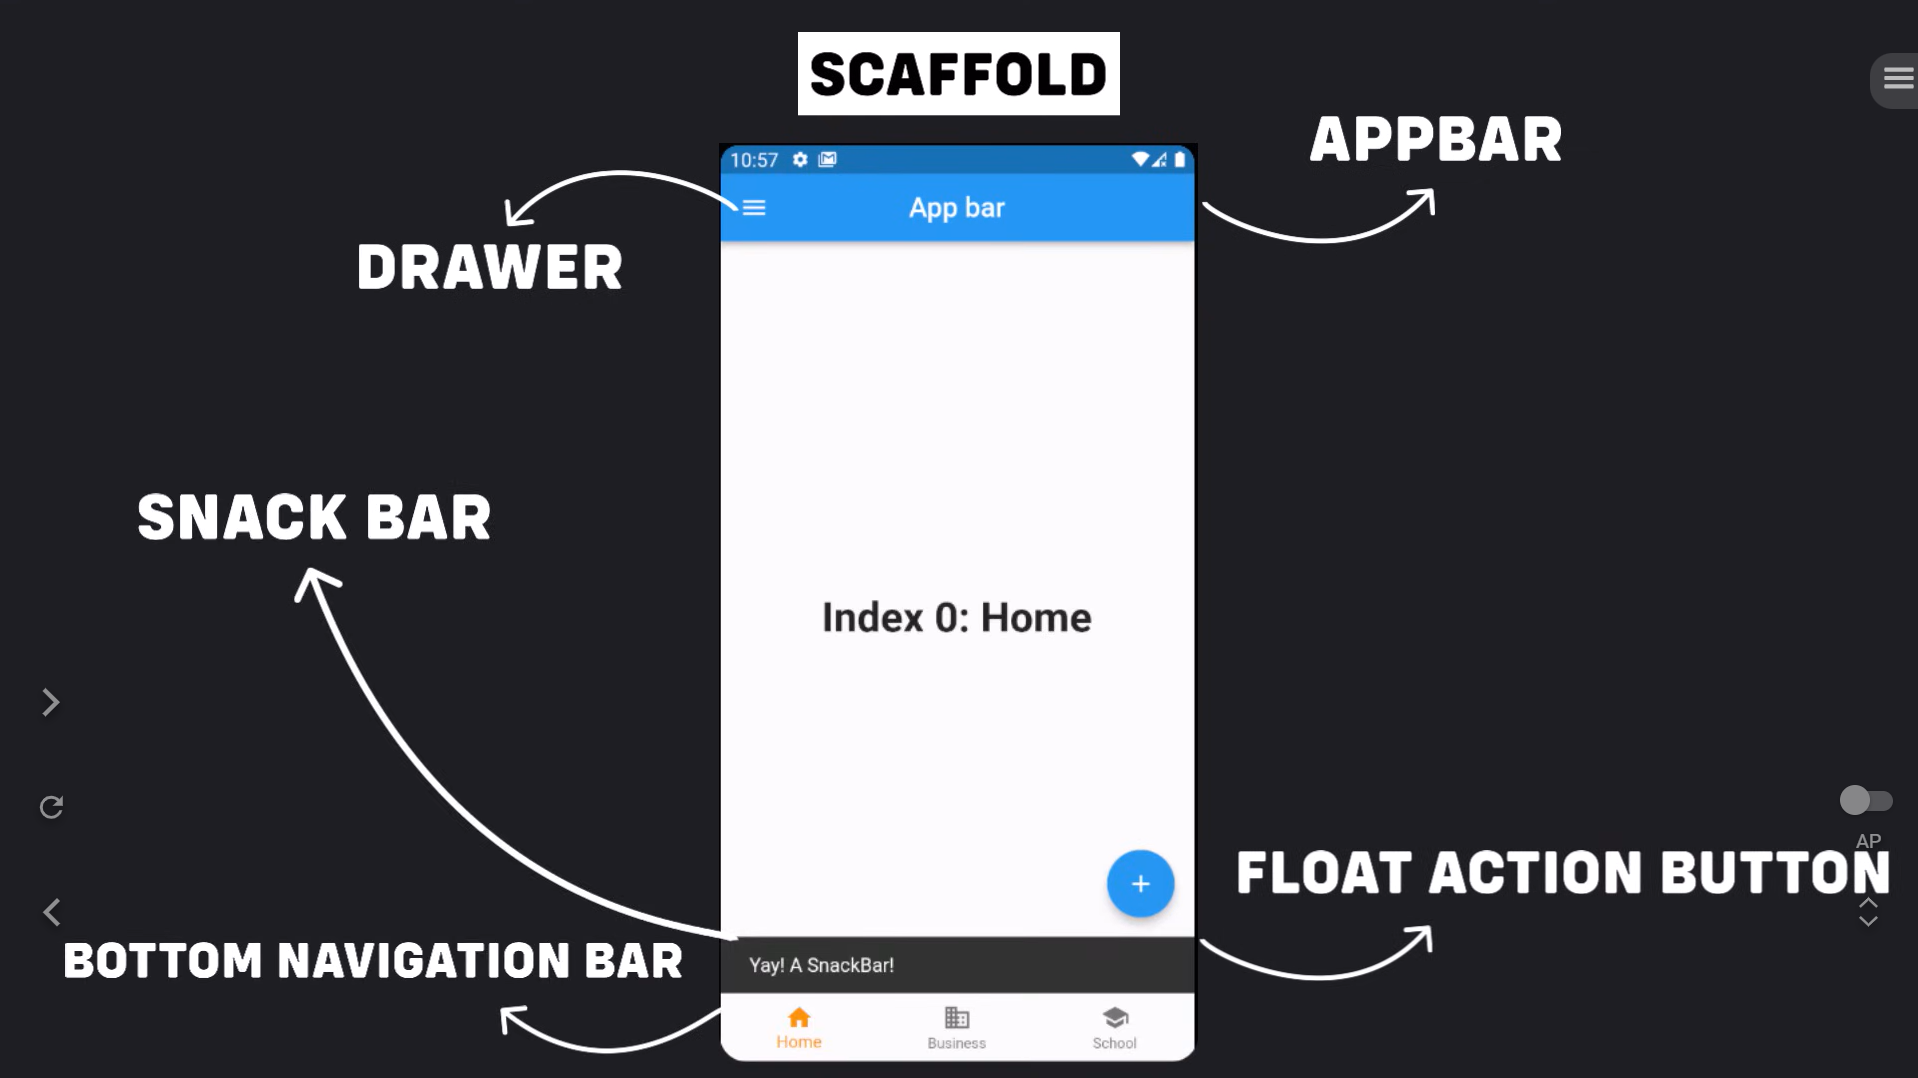 SCAFFOLD
APPBAR
10:57
App bar
DRAWER
SNACK BAR
Index 0: Home
AP
FLOAT ACTION BUTTON
BOTTOM NAVIGATION BAR
Yay! A SnackBar!
Home
Business
School